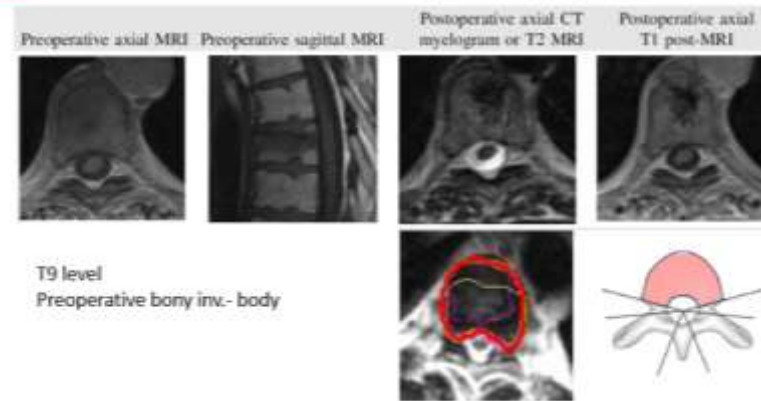 Preoperative axial MRI Preoperative sagittal MRI Postoperative axial CT myelogram or T2 MRI Postoperative axial T1 post-MRI
T9 level
Preoperative bony inv.- body